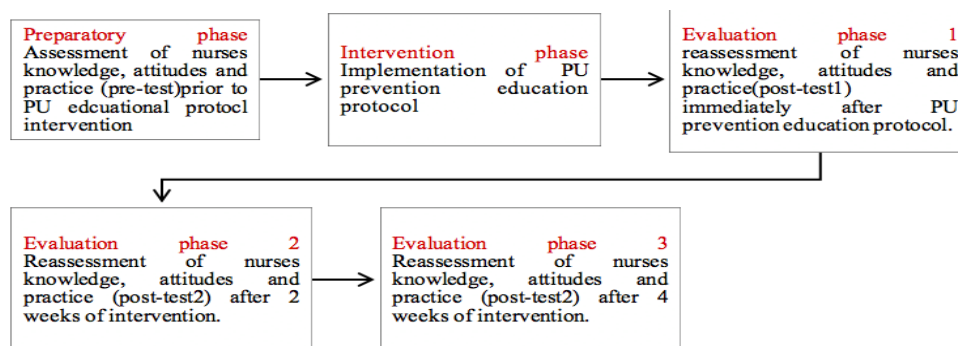 Preparatory phase
Assessment of nurses
knowledge, attitudes and
practice (pre-test)prior to
PU edcuational protocl
intervention
Intervention phase
Implementation of PU
prevention education
protocol
Evaluation phase 1
reassessment of nurses
knowledge, attitudes and
practice(post-test1)
immediately after PU
prevention education protocol.
Evaluation phase 2
Reassessment of nurses
knowledge, attitudes and
practice (post-test2) after 2
weeks of intervention.
Evaluation phase 3
Reassessment of nurses
knowledge, attitudes and
practice (post-test2) after 4
weeks of intervention.